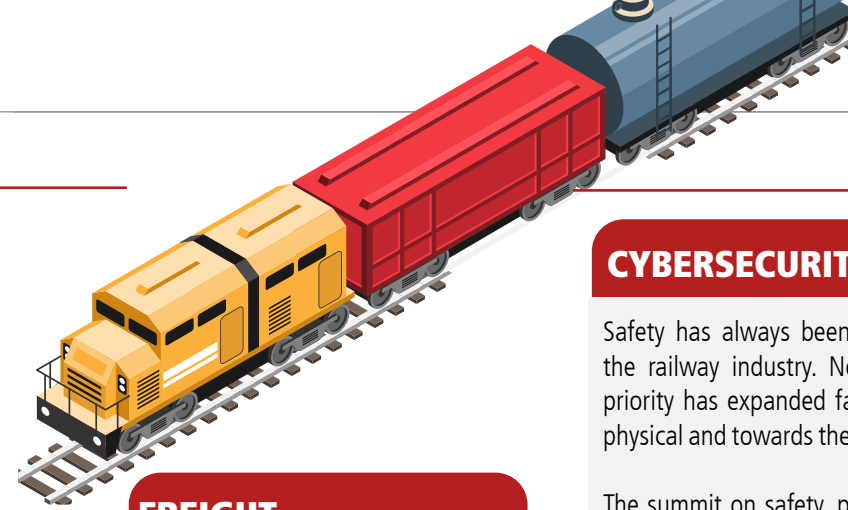 CYBERSECURIT
Safety has always been
the railway industry.
priority has expanded
physical and towards the
FREIGHT
The summit on safety,